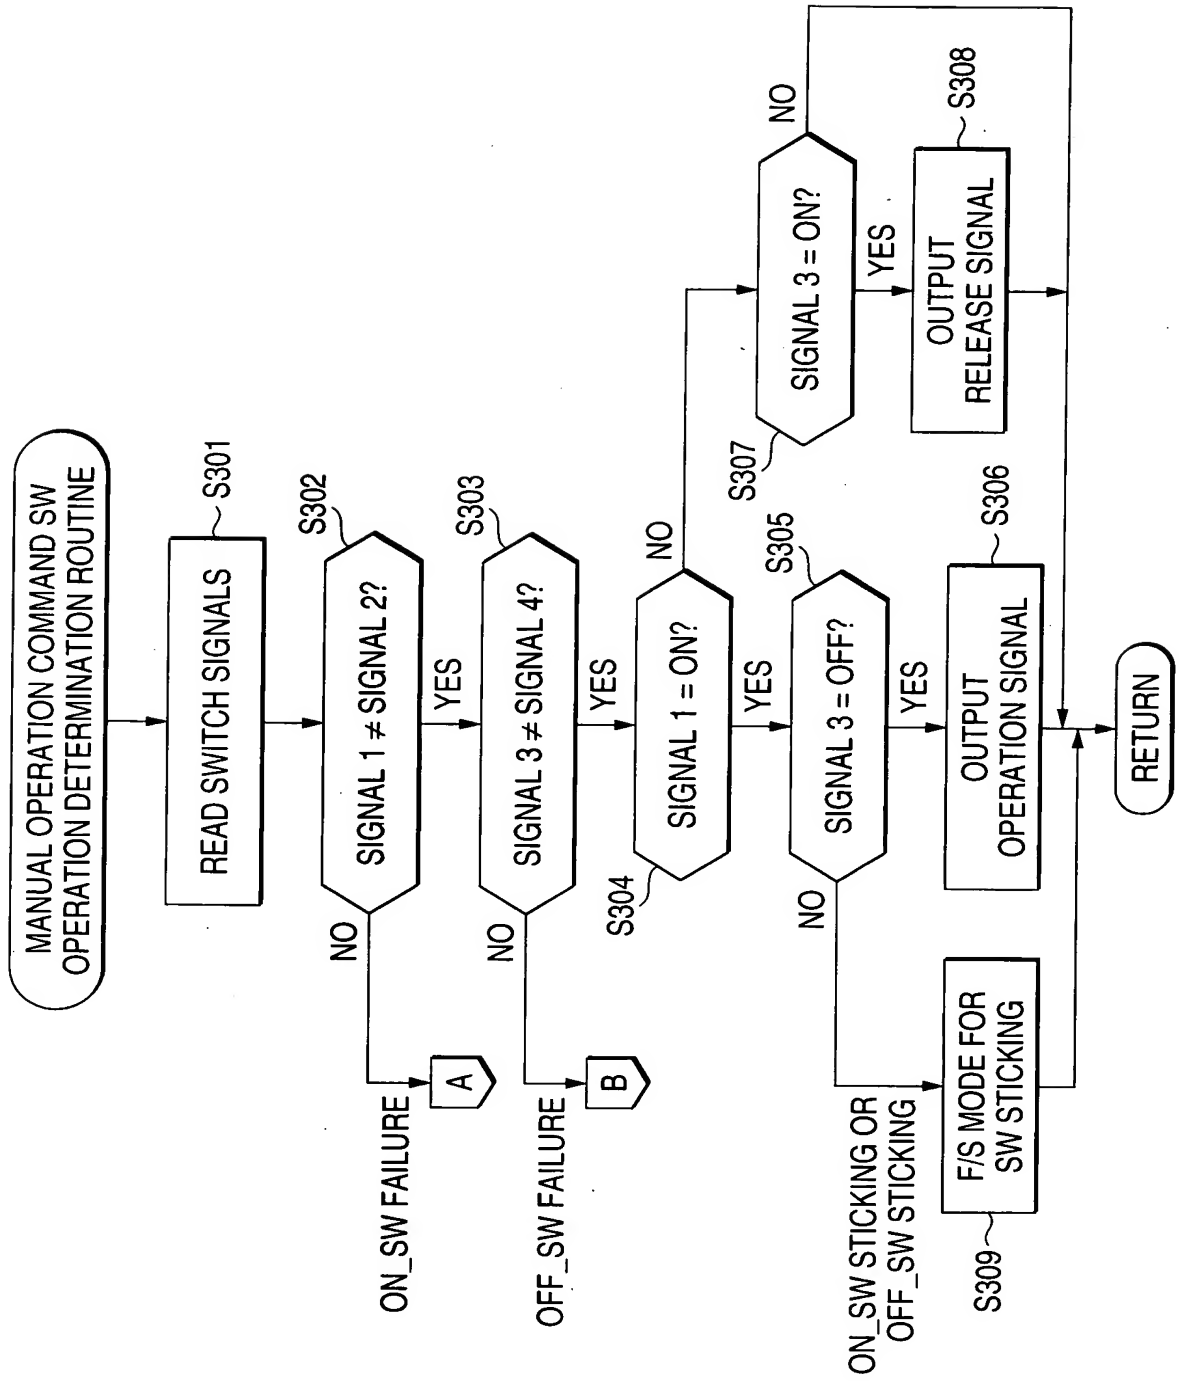 MANUAL OPERATION COMMAND SW
OPERATION DETERMINATION ROUTINE
READ SWITCH SIGNALS
S301
SIGNAL 1 ≠ SIGNAL 2?
S302
NO
YES
ON_SW FAILURE
A
SIGNAL 3 ≠ SIGNAL 4?
S303
NO
YES
OFF_SW FAILURE
B
SIGNAL 1 = ON?
S304
NO
YES
SIGNAL 3 = OFF?
S305
NO
YES
ON_SW STICKING OR
OFF_SW STICKING
SIGNAL 3 = ON?
S307
NO
YES
F/S MODE FOR
SW STICKING
S309
OUTPUT
OPERATION SIGNAL
S306
OUTPUT
RELEASE SIGNAL
S308
RETURN